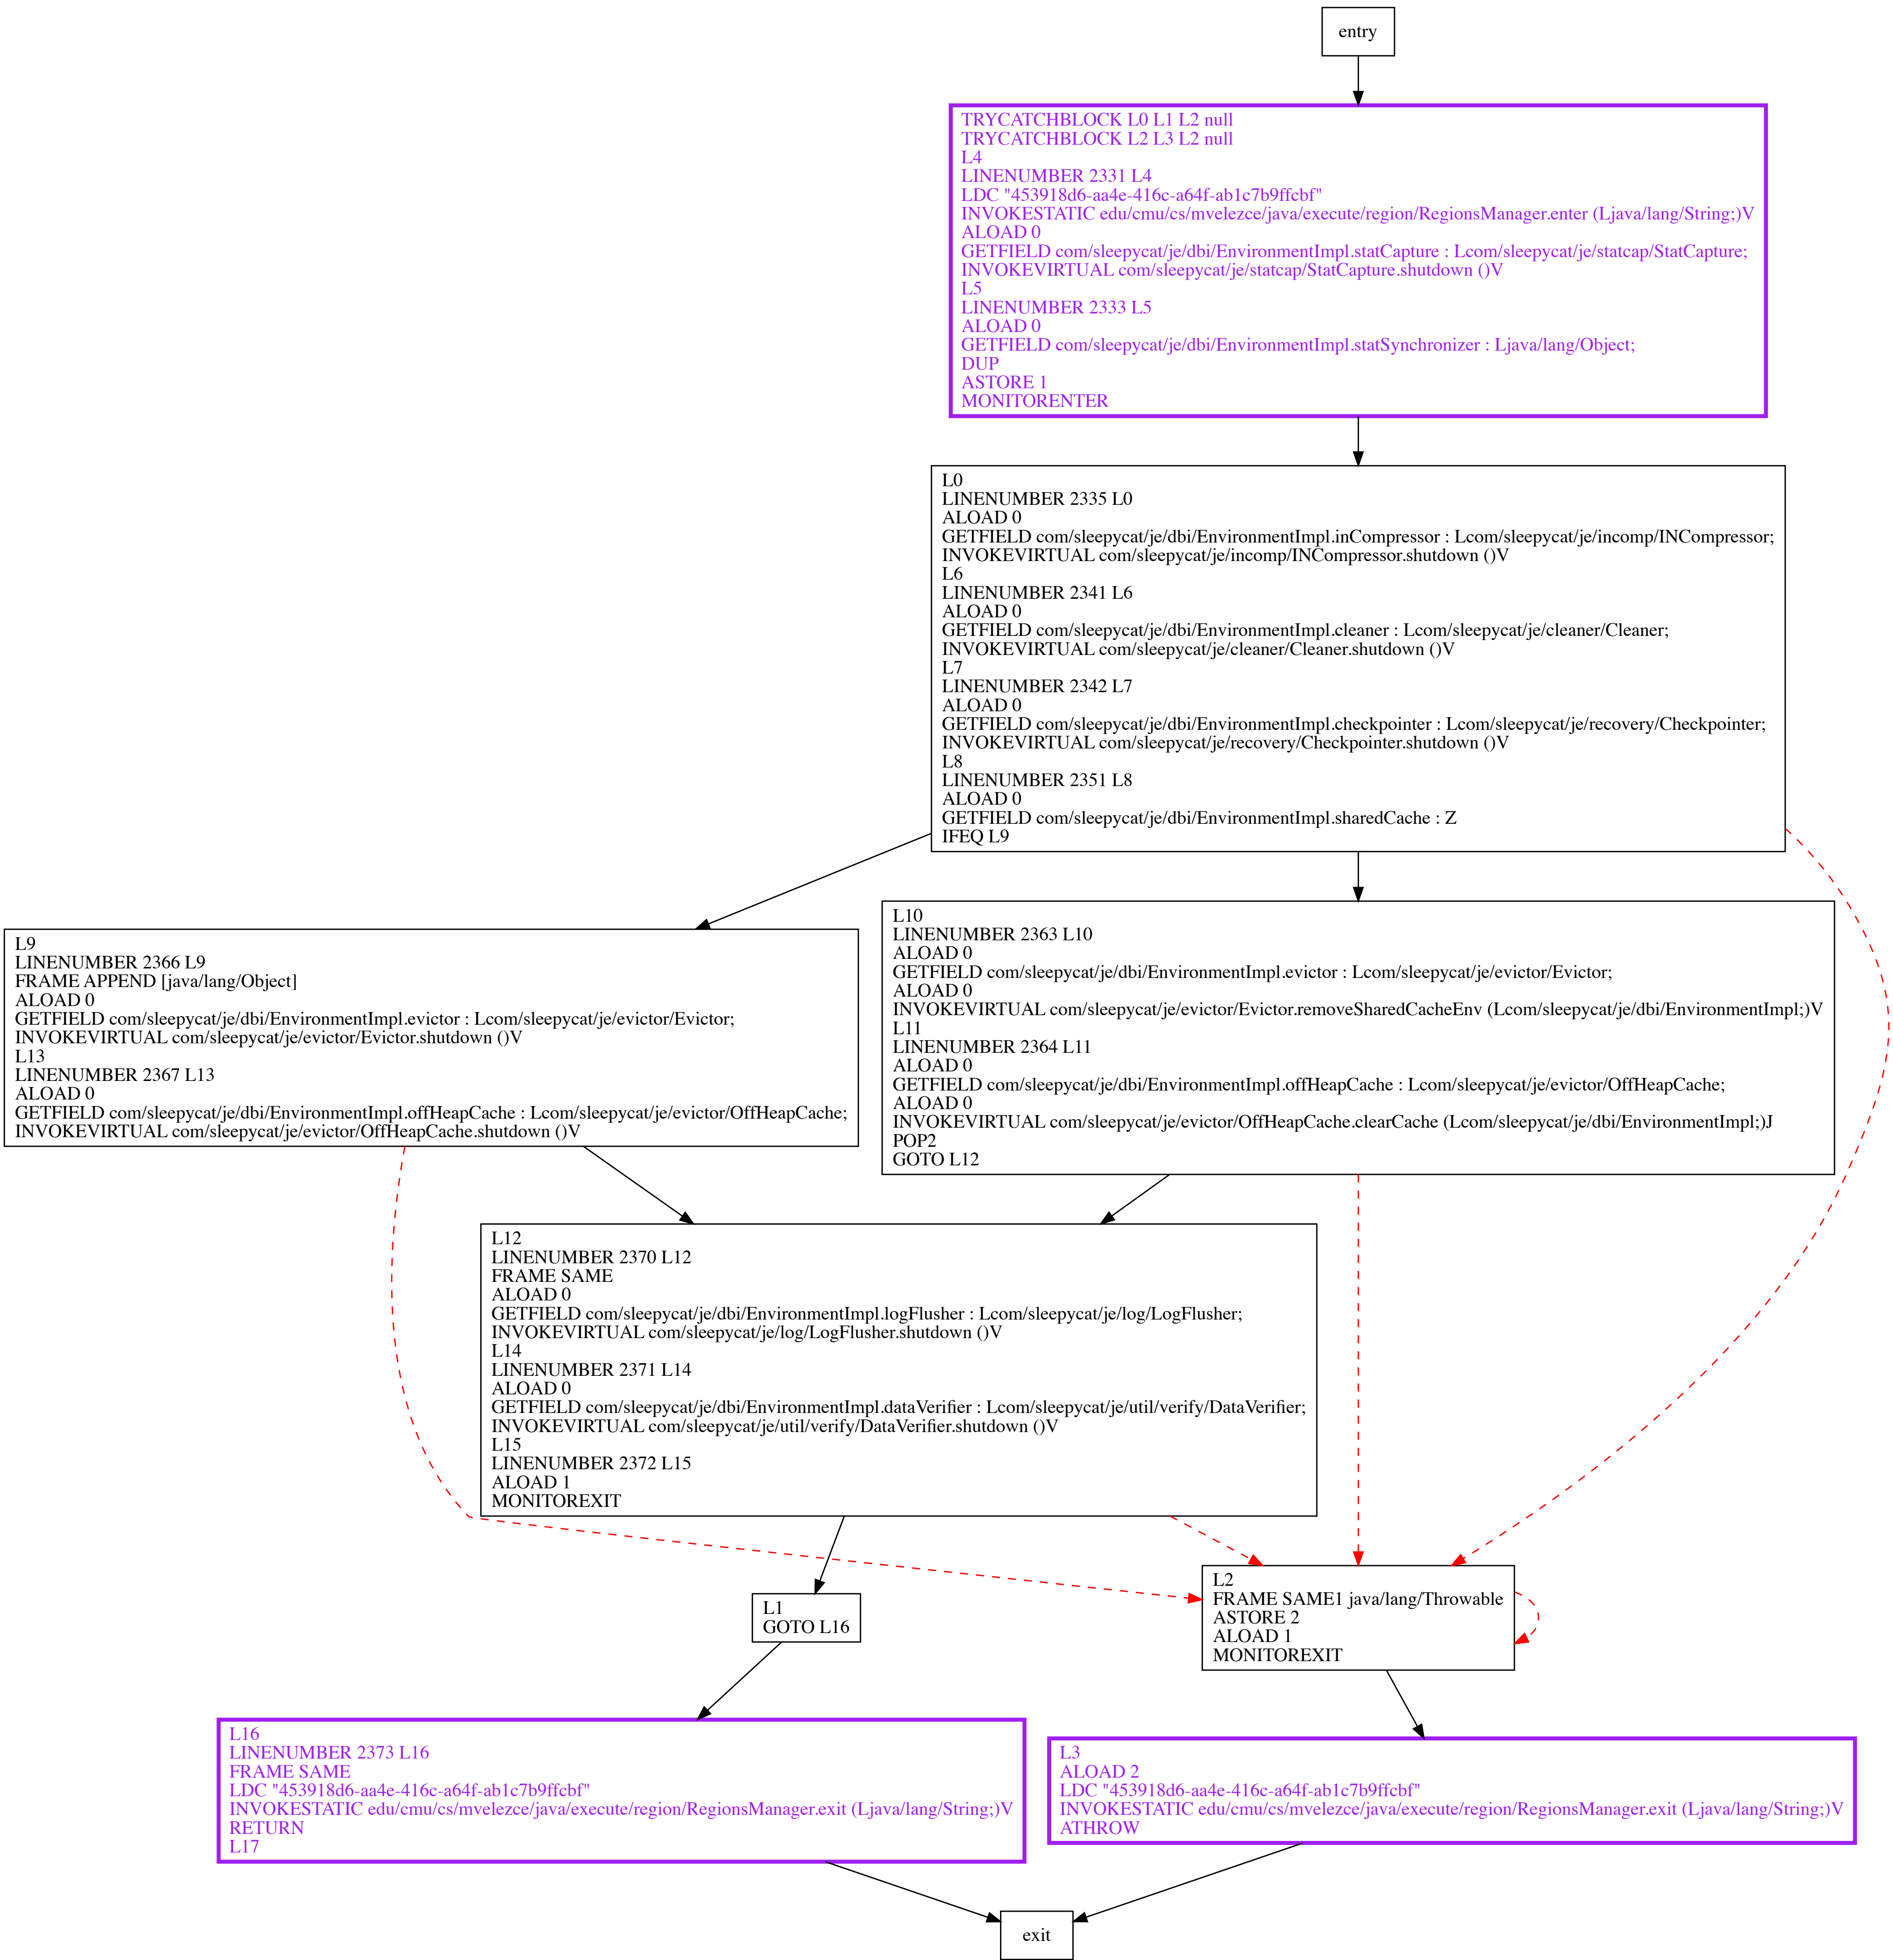 entry
TRYCATCHBLOCK L0 L1 L2 null
TRYCATCHBLOCK L2 L3 L2 null
L4
LINENUMBER 2331 L4
LDC "453918d6-aa4e-416c-a64f-ab1c7b9ffcbf"
INVOKESTATIC edu/cmu/cs/mvelezce/java/execute/region/RegionsManager.enter (Ljava/lang/String;)V
ALOAD 0
GETFIELD com/sleepycat/je/dbi/EnvironmentImpl.statCapture : Lcom/sleepycat/je/statcap/StatCapture;
INVOKEVIRTUAL com/sleepycat/je/statcap/StatCapture.shutdown ()V
L5
LINENUMBER 2333 L5
ALOAD 0
GETFIELD com/sleepycat/je/dbi/EnvironmentImpl.statSynchronizer : Ljava/lang/Object;
DUP
ASTORE 1
MONITORENTER
L0
LINENUMBER 2335 L0
ALOAD 0
GETFIELD com/sleepycat/je/dbi/EnvironmentImpl.inCompressor : Lcom/sleepycat/je/incomp/INCompressor;
INVOKEVIRTUAL com/sleepycat/je/incomp/INCompressor.shutdown ()V
L6
LINENUMBER 2341 L6
ALOAD 0
GETFIELD com/sleepycat/je/dbi/EnvironmentImpl.cleaner : Lcom/sleepycat/je/cleaner/Cleaner;
INVOKEVIRTUAL com/sleepycat/je/cleaner/Cleaner.shutdown ()V
L7
LINENUMBER 2342 L7
ALOAD 0
GETFIELD com/sleepycat/je/dbi/EnvironmentImpl.checkpointer : Lcom/sleepycat/je/recovery/Checkpointer;
INVOKEVIRTUAL com/sleepycat/je/recovery/Checkpointer.shutdown ()V
L8
LINENUMBER 2351 L8
ALOAD 0
GETFIELD com/sleepycat/je/dbi/EnvironmentImpl.sharedCache : Z
IFEQ L9
L9
LINENUMBER 2366 L9
FRAME APPEND [java/lang/Object]
ALOAD 0
GETFIELD com/sleepycat/je/dbi/EnvironmentImpl.evictor : Lcom/sleepycat/je/evictor/Evictor;
INVOKEVIRTUAL com/sleepycat/je/evictor/Evictor.shutdown ()V
L13
LINENUMBER 2367 L13
ALOAD 0
GETFIELD com/sleepycat/je/dbi/EnvironmentImpl.offHeapCache : Lcom/sleepycat/je/evictor/OffHeapCache;
INVOKEVIRTUAL com/sleepycat/je/evictor/OffHeapCache.shutdown ()V
L10
LINENUMBER 2363 L10
ALOAD 0
GETFIELD com/sleepycat/je/dbi/EnvironmentImpl.evictor : Lcom/sleepycat/je/evictor/Evictor;
ALOAD 0
INVOKEVIRTUAL com/sleepycat/je/evictor/Evictor.removeSharedCacheEnv (Lcom/sleepycat/je/dbi/EnvironmentImpl;)V
L11
LINENUMBER 2364 L11
ALOAD 0
GETFIELD com/sleepycat/je/dbi/EnvironmentImpl.offHeapCache : Lcom/sleepycat/je/evictor/OffHeapCache;
ALOAD 0
INVOKEVIRTUAL com/sleepycat/je/evictor/OffHeapCache.clearCache (Lcom/sleepycat/je/dbi/EnvironmentImpl;)J
POP2
GOTO L12
L12
LINENUMBER 2370 L12
FRAME SAME
ALOAD 0
GETFIELD com/sleepycat/je/dbi/EnvironmentImpl.logFlusher : Lcom/sleepycat/je/log/LogFlusher;
INVOKEVIRTUAL com/sleepycat/je/log/LogFlusher.shutdown ()V
L14
LINENUMBER 2371 L14
ALOAD 0
GETFIELD com/sleepycat/je/dbi/EnvironmentImpl.dataVerifier : Lcom/sleepycat/je/util/verify/DataVerifier;
INVOKEVIRTUAL com/sleepycat/je/util/verify/DataVerifier.shutdown ()V
L15
LINENUMBER 2372 L15
ALOAD 1
MONITOREXIT
L1
GOTO L16
L2
FRAME SAME1 java/lang/Throwable
ASTORE 2
ALOAD 1
MONITOREXIT
L16
LINENUMBER 2373 L16
FRAME SAME
LDC "453918d6-aa4e-416c-a64f-ab1c7b9ffcbf"
INVOKESTATIC edu/cmu/cs/mvelezce/java/execute/region/RegionsManager.exit (Ljava/lang/String;)V
RETURN
L17
L3
ALOAD 2
LDC "453918d6-aa4e-416c-a64f-ab1c7b9ffcbf"
INVOKESTATIC edu/cmu/cs/mvelezce/java/execute/region/RegionsManager.exit (Ljava/lang/String;)V
ATHROW
exit